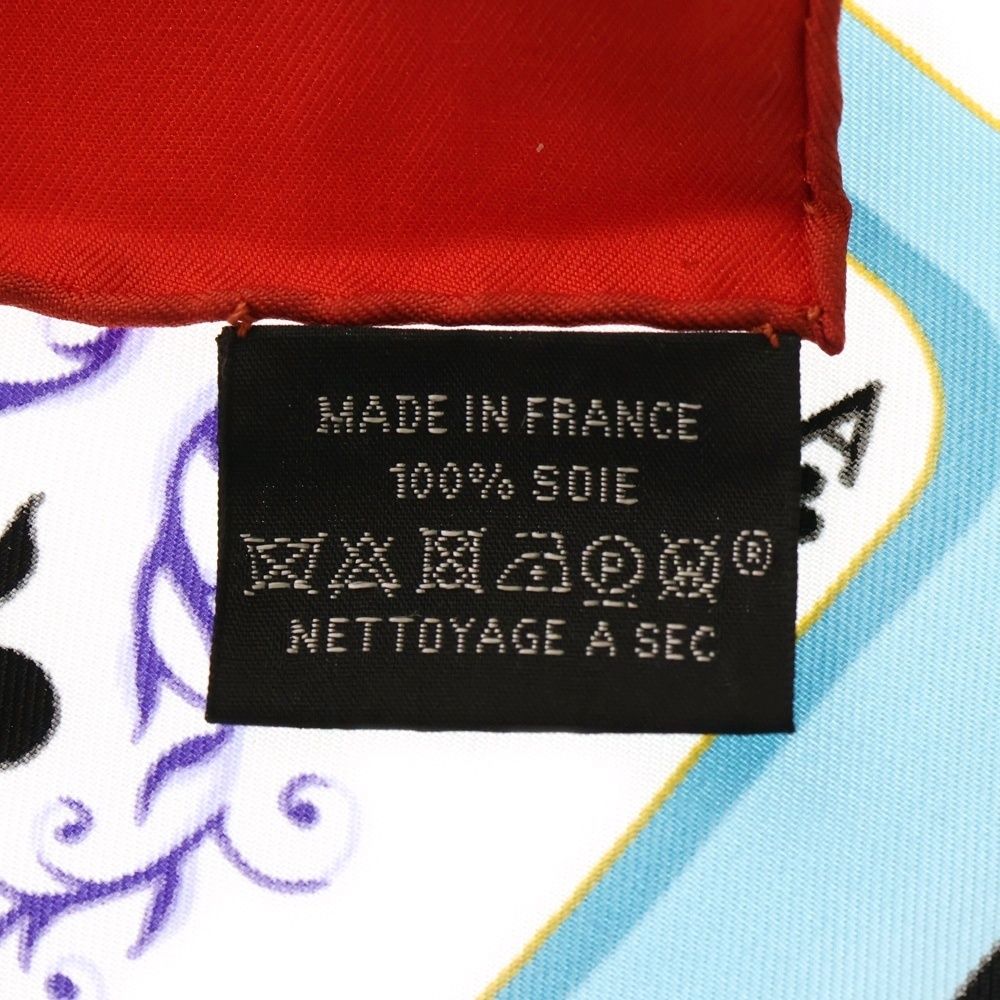 MADE IN FRANCE
100% SOIE
P W ®
NETTOYAGE A SEC
A